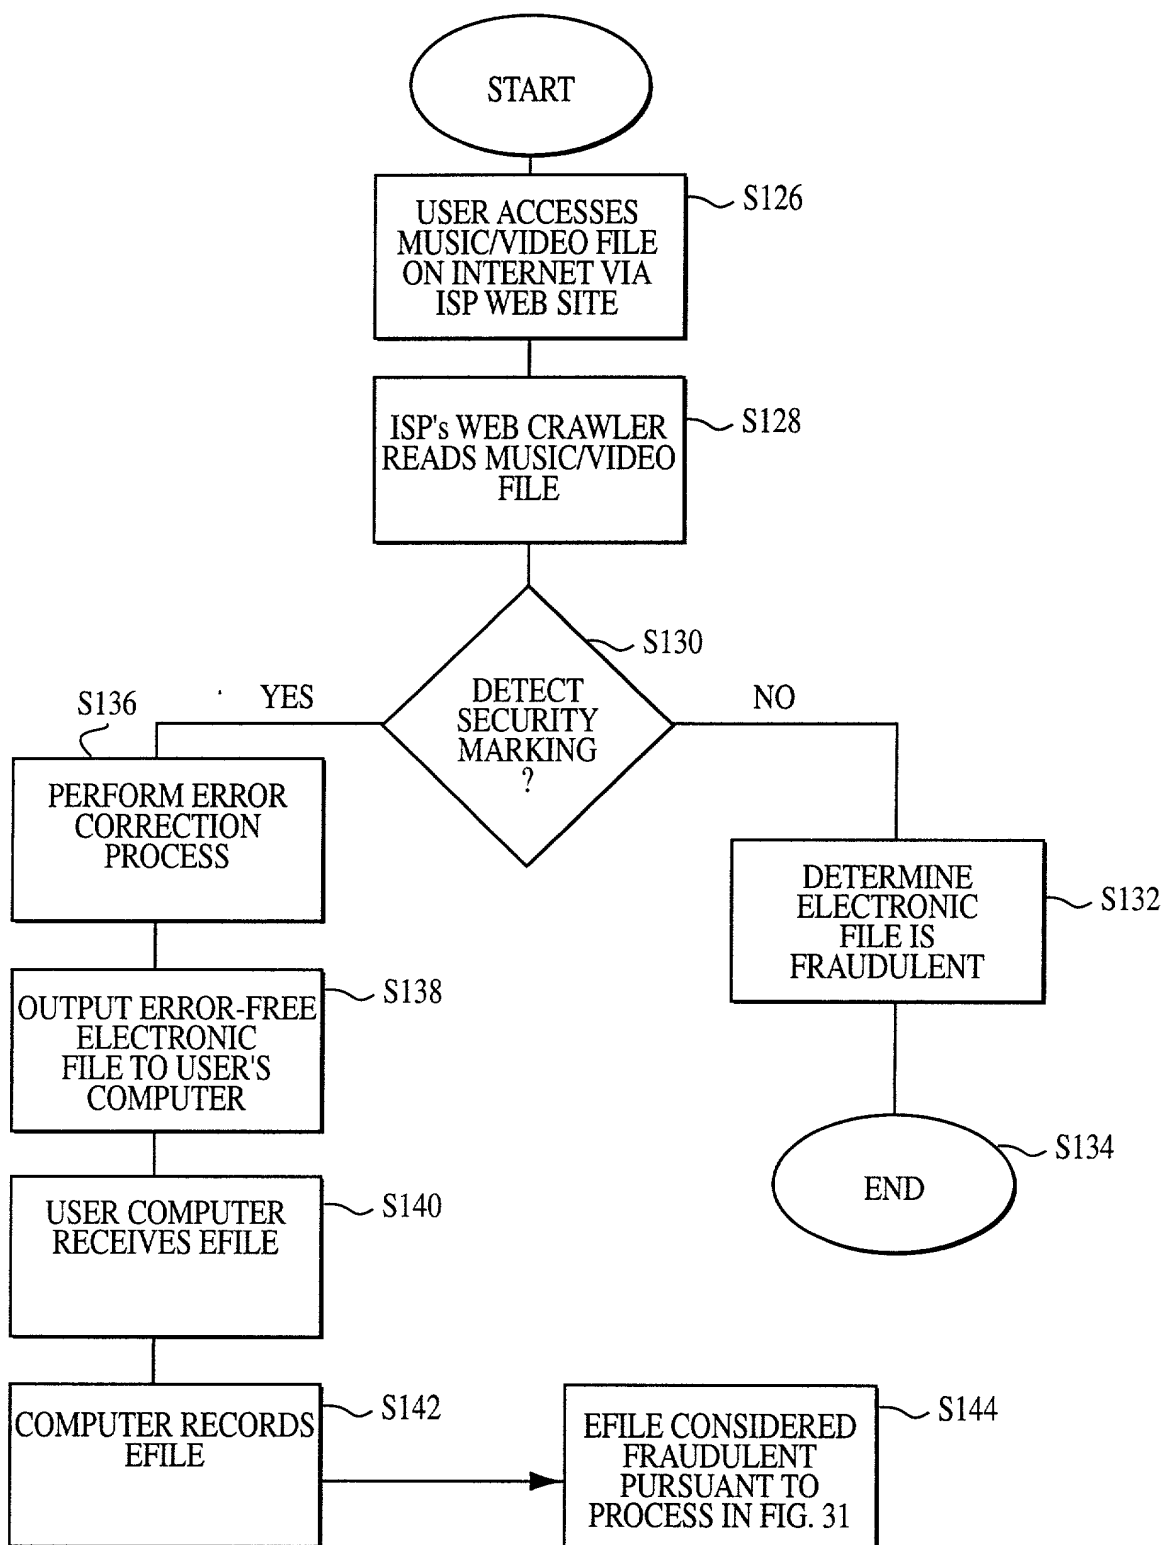 START
USER ACCESSES
MUSIC/VIDEO FILE
ON INTERNET VIA
ISP WEB SITE
S126
ISP's WEB CRAWLER
READS MUSIC/VIDEO
FILE
S128
DETECT
SECURITY
MARKING
?
S130
YES
NO
S136
PERFORM ERROR
CORRECTION
PROCESS
DETERMINE
ELECTRONIC
FILE IS
FRAUDULENT
S132
OUTPUT ERROR-FREE
ELECTRONIC
FILE TO USER'S
COMPUTER
S138
END
S134
USER COMPUTER
RECEIVES EFILE
S140
COMPUTER RECORDS
EFILE
S142
EFILE CONSIDERED
FRAUDULENT
PURSUANT TO
PROCESS IN FIG. 31
S144